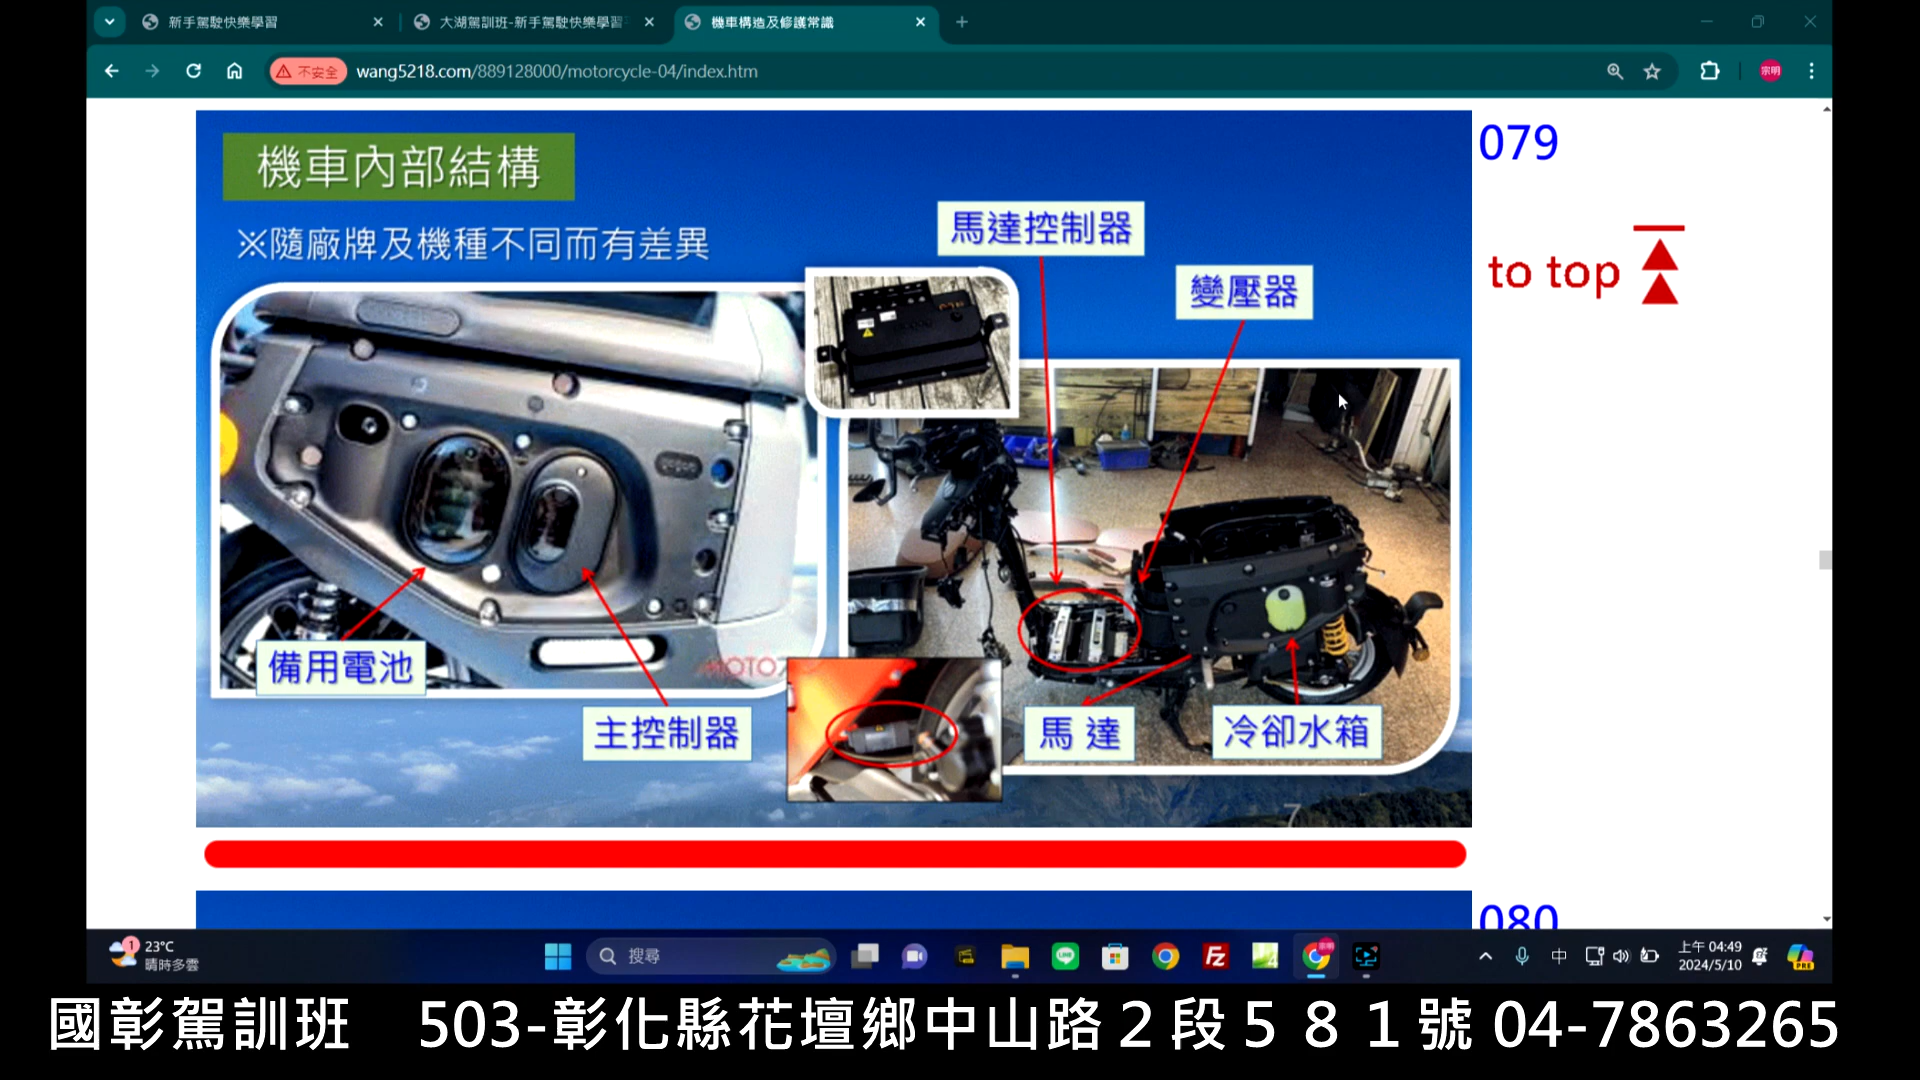 新手駕駛快樂學習
大湖駕訓班-新手駕駛快樂學習
機車構造及修護常識
不安全
wang5218.com/889128000/motorcycle-04/index.htm
宗明
機車內部結構
079
※隨廠牌及機種不同而有差異
馬達控制器
to top
變壓器
備用電池
MOTO
主控制器
馬 達
冷卻水箱
7
080
1
23°C
晴時多雲
搜尋
中
上午 04:49
2024/5/10
國彰駕訓班 503-彰化縣花壇鄉中山路２段５８１號 04-7863265